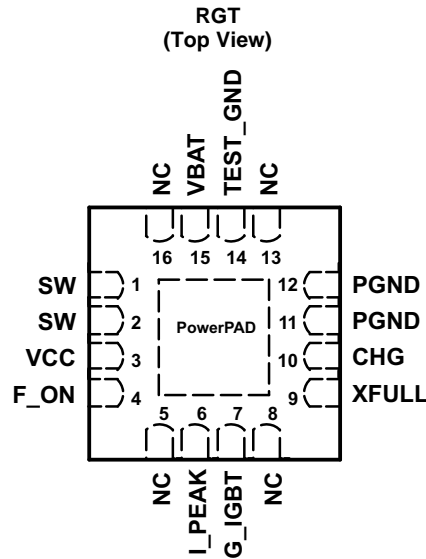 RGT
(Top View)
NC
VBAT
TEST_GND
NC
16
15
14
13
SW
1
12
PGND
SW
2
PowerPAD
11
PGND
VCC
3
10
CHG
F_ON
4
9
XFULL
5
6
7
8
NC
I_PEAK
G_IGBT
NC